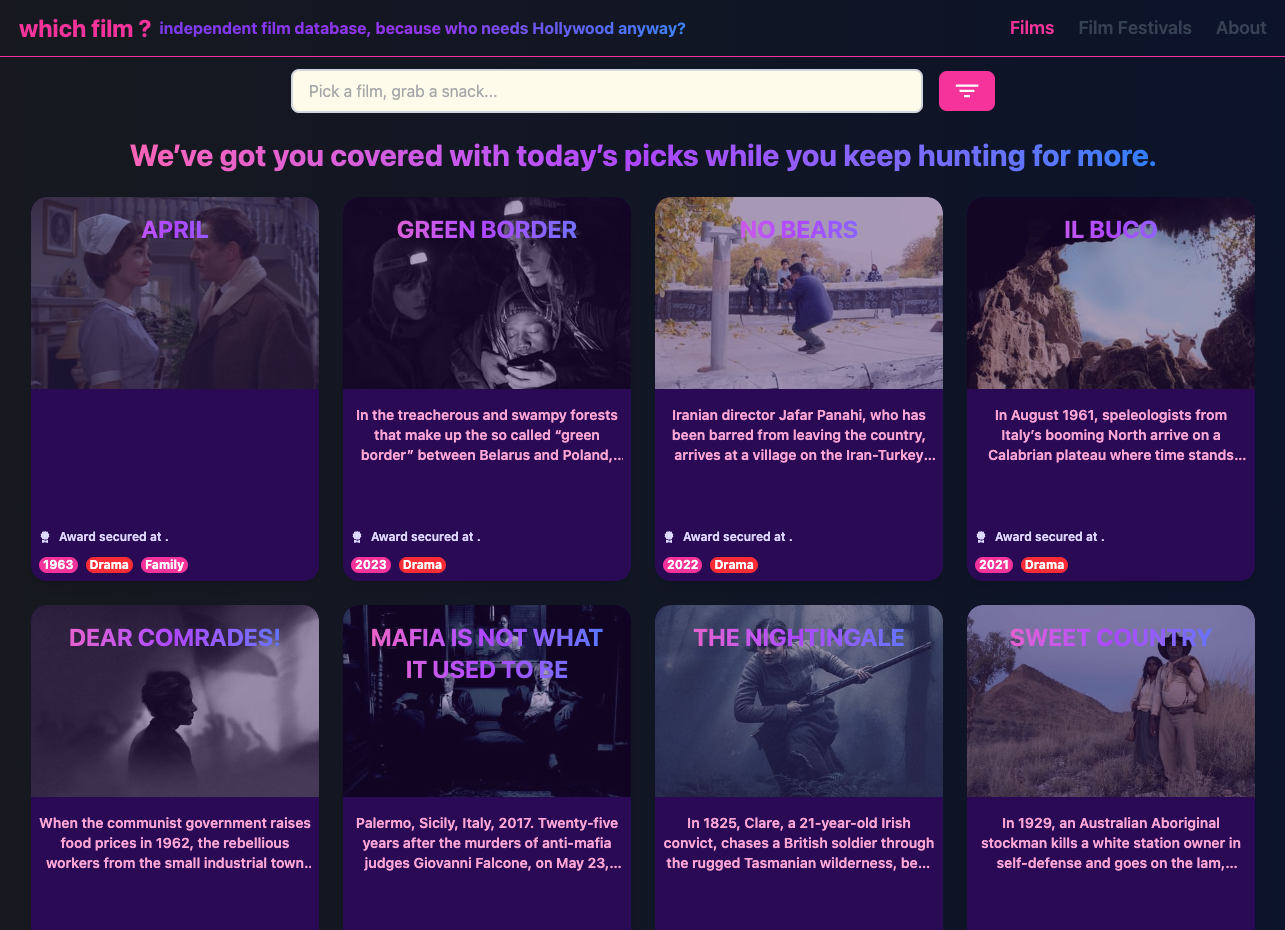 which film ? independent film database, because who needs Hollywood anyway? Films Film Festivals About
Pick a film, grab a snack...
We’ve got you covered with today’s picks while you keep hunting for more.
APRIL
Award secured at .
1963 Drama Family
GREEN BORDER
In the treacherous and swampy forests
that make up the so called “green
border” between Belarus and Poland,...
Award secured at .
2023 Drama
NO BEARS
Iranian director Jafar Panahi, who has
been barred from leaving the country,
arrives at a village on the Iran-Turkey...
Award secured at .
2022 Drama
IL BUCO
In August 1961, speleologists from
Italy’s booming North arrive on a
Calabrian plateau where time stands...
Award secured at .
2021 Drama
DEAR COMRADES!
When the communist government raises
food prices in 1962, the rebellious
workers from the small industrial town...
MAFIA IS NOT WHAT
IT USED TO BE
Palermo, Sicily, Italy, 2017. Twenty-five
years after the murders of anti-mafia
judges Giovanni Falcone, on May 23,...
THE NIGHTINGALE
In 1825, Clare, a 21-year-old Irish
convict, chases a British soldier through
the rugged Tasmanian wilderness, be...
SWEET COUNTRY
In 1929, an Australian Aboriginal
stockman kills a white station owner in
self-defense and goes on the lam,...